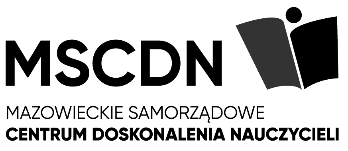 MSCDN
MAZOWIECKIE SAMORZĄDOWE
CENTRUM DOSKONALENIA NAUCZYCIELI